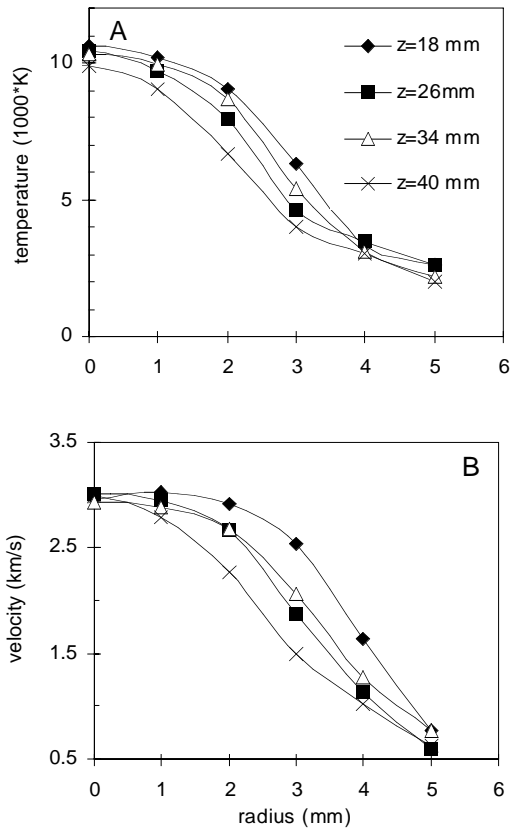 A
10
5
0
temperature (1000*K)
z=18 mm
z=26mm
z=34 mm
z=40 mm
0 1 2 3 4 5 6
B
3.5
2.5
1.5
0.5
velocity (km/s)
0 1 2 3 4 5 6
radius (mm)